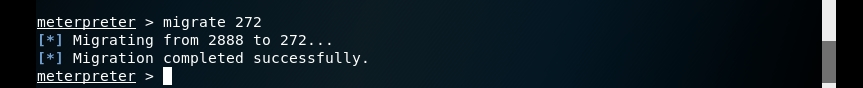 meterpreter > migrate 272
[*] Migrating from 2888 to 272...
[*] Migration completed successfully.
meterpreter >